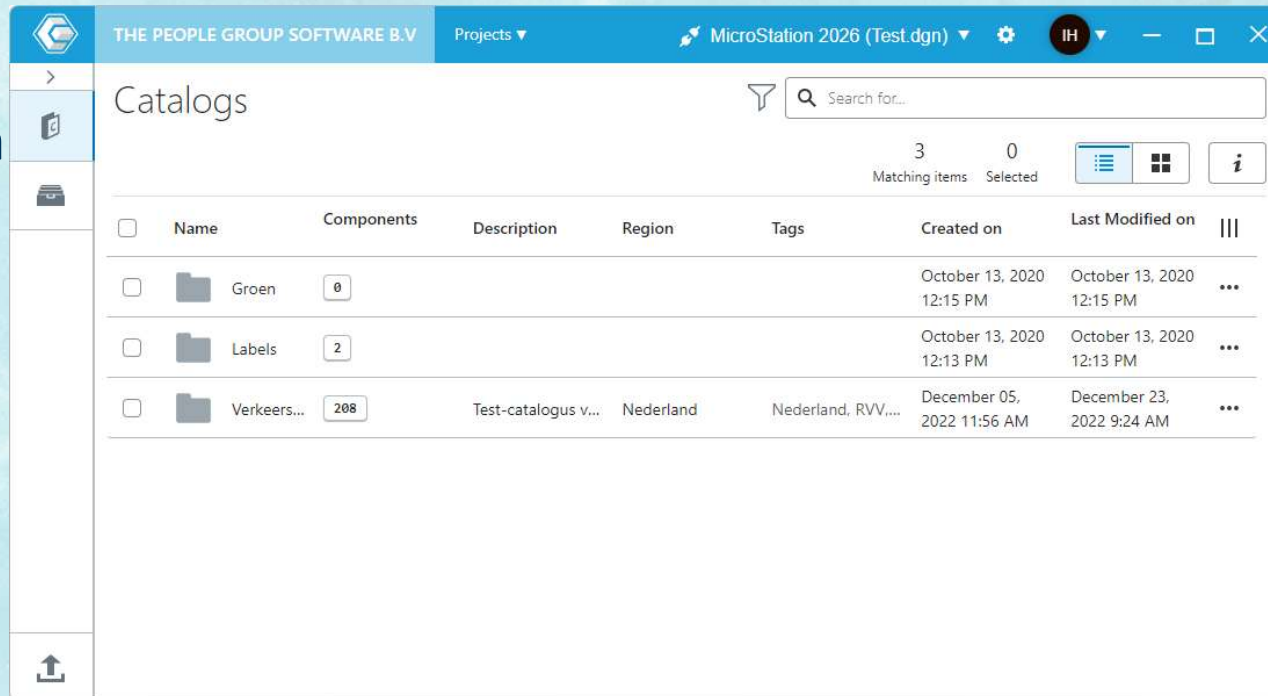 THE PEOPLE GROUP SOFTWARE B.V Projects ▼ MicroStation 2026 (Test.dgn) ▼ IH ▼
Catalogs
Search for...
3 0
Matching items Selected
i
Name Components Description Region Tags Created on Last Modified on
Groen 0 October 13, 2020 October 13, 2020
12:15 PM 12:15 PM
Labels 2 October 13, 2020 October 13, 2020
12:13 PM 12:13 PM
Verkeers... 208 Test-catalogus v... Nederland Nederland, RVV,... December 05, December 23,
2022 11:56 AM 2022 9:24 AM